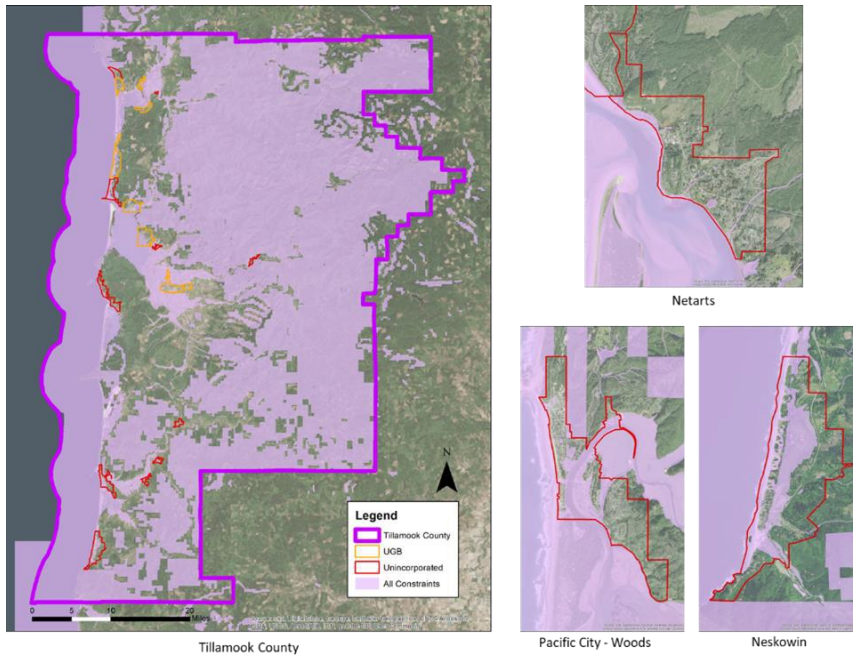 Netarts
N
Legend
Tillamook County
UGB
Unincorporated
All Constraints
0 5 10 20
Miles
Tillamook County
Pacific City - Woods
Neskowin